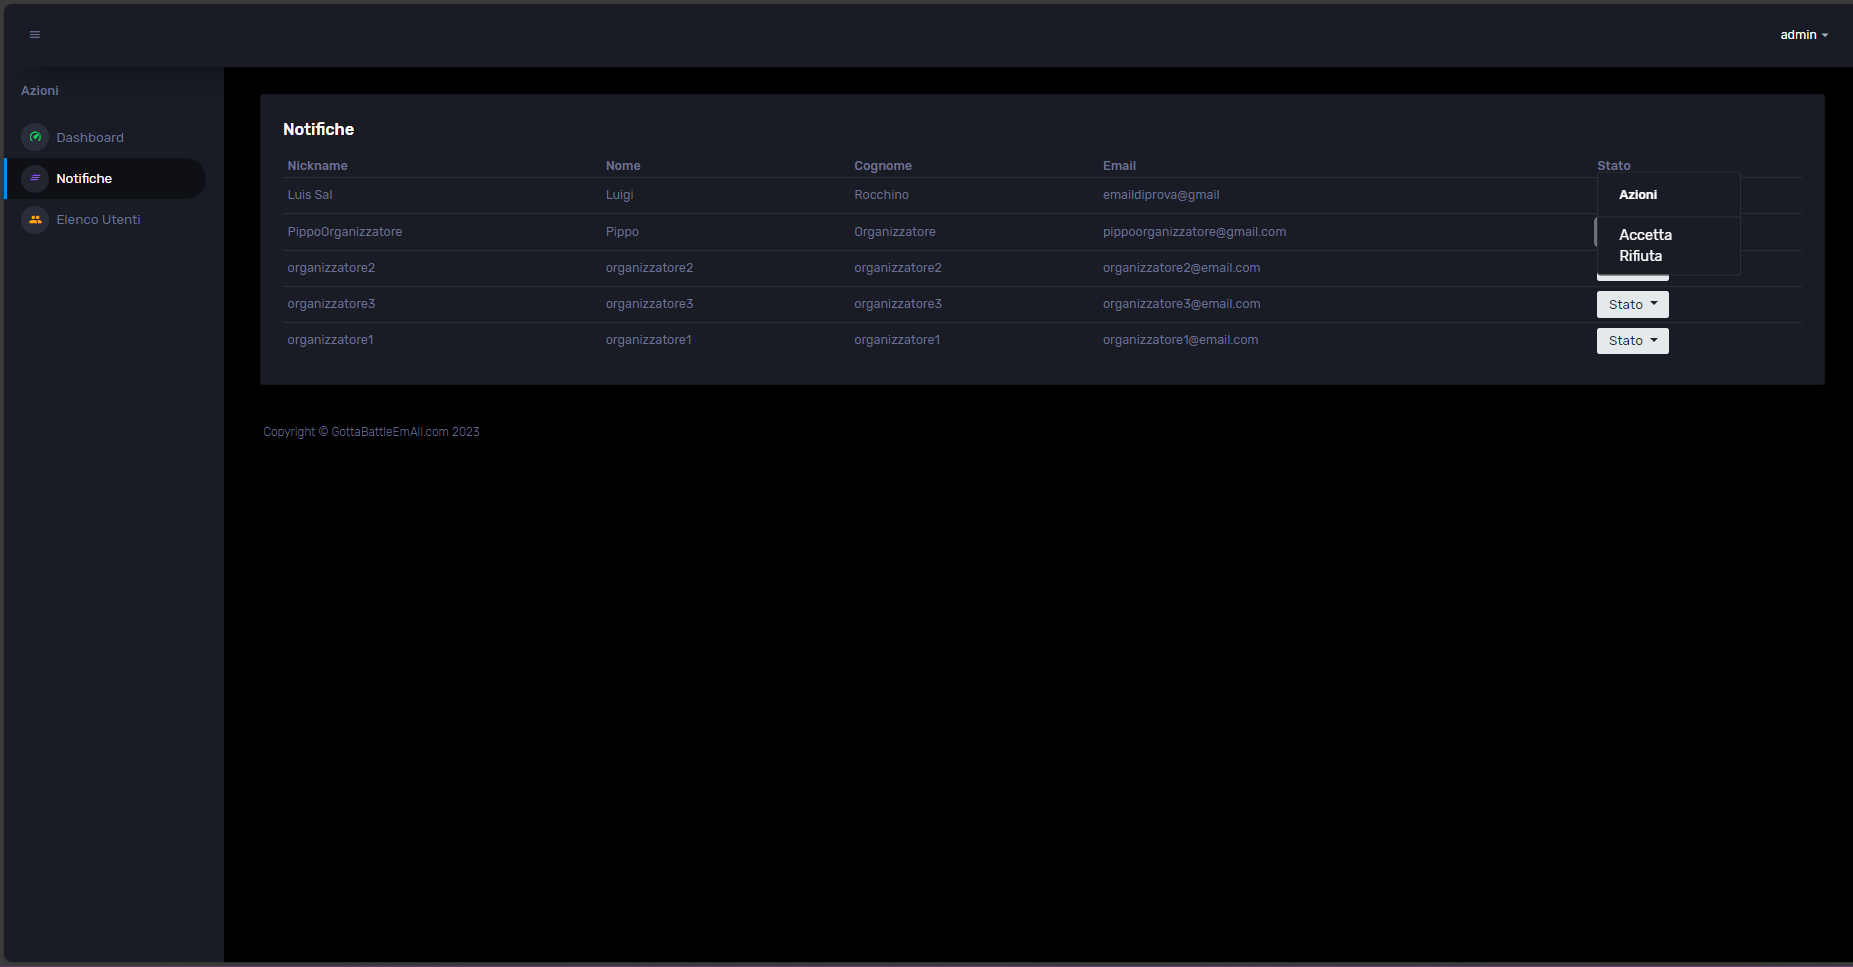 admin
Azioni
Dashboard
Notifiche
Elenco Utenti
Notifiche
Nickname Nome Cognome Email Stato
Luis Sal Luigi Rocchino emaildiprova@gmail
PippoOrganizzatore Pippo Organizzatore pippoorganizzatore@gmail.com
organizzatore2 organizzatore2 organizzatore2 organizzatore2@email.com
organizzatore3 organizzatore3 organizzatore3 organizzatore3@email.com Stato
organizzatore1 organizzatore1 organizzatore1 organizzatore1@email.com Stato
Azioni
Accetta
Rifiuta
Copyright © GottaBattleEmAll.com 2023